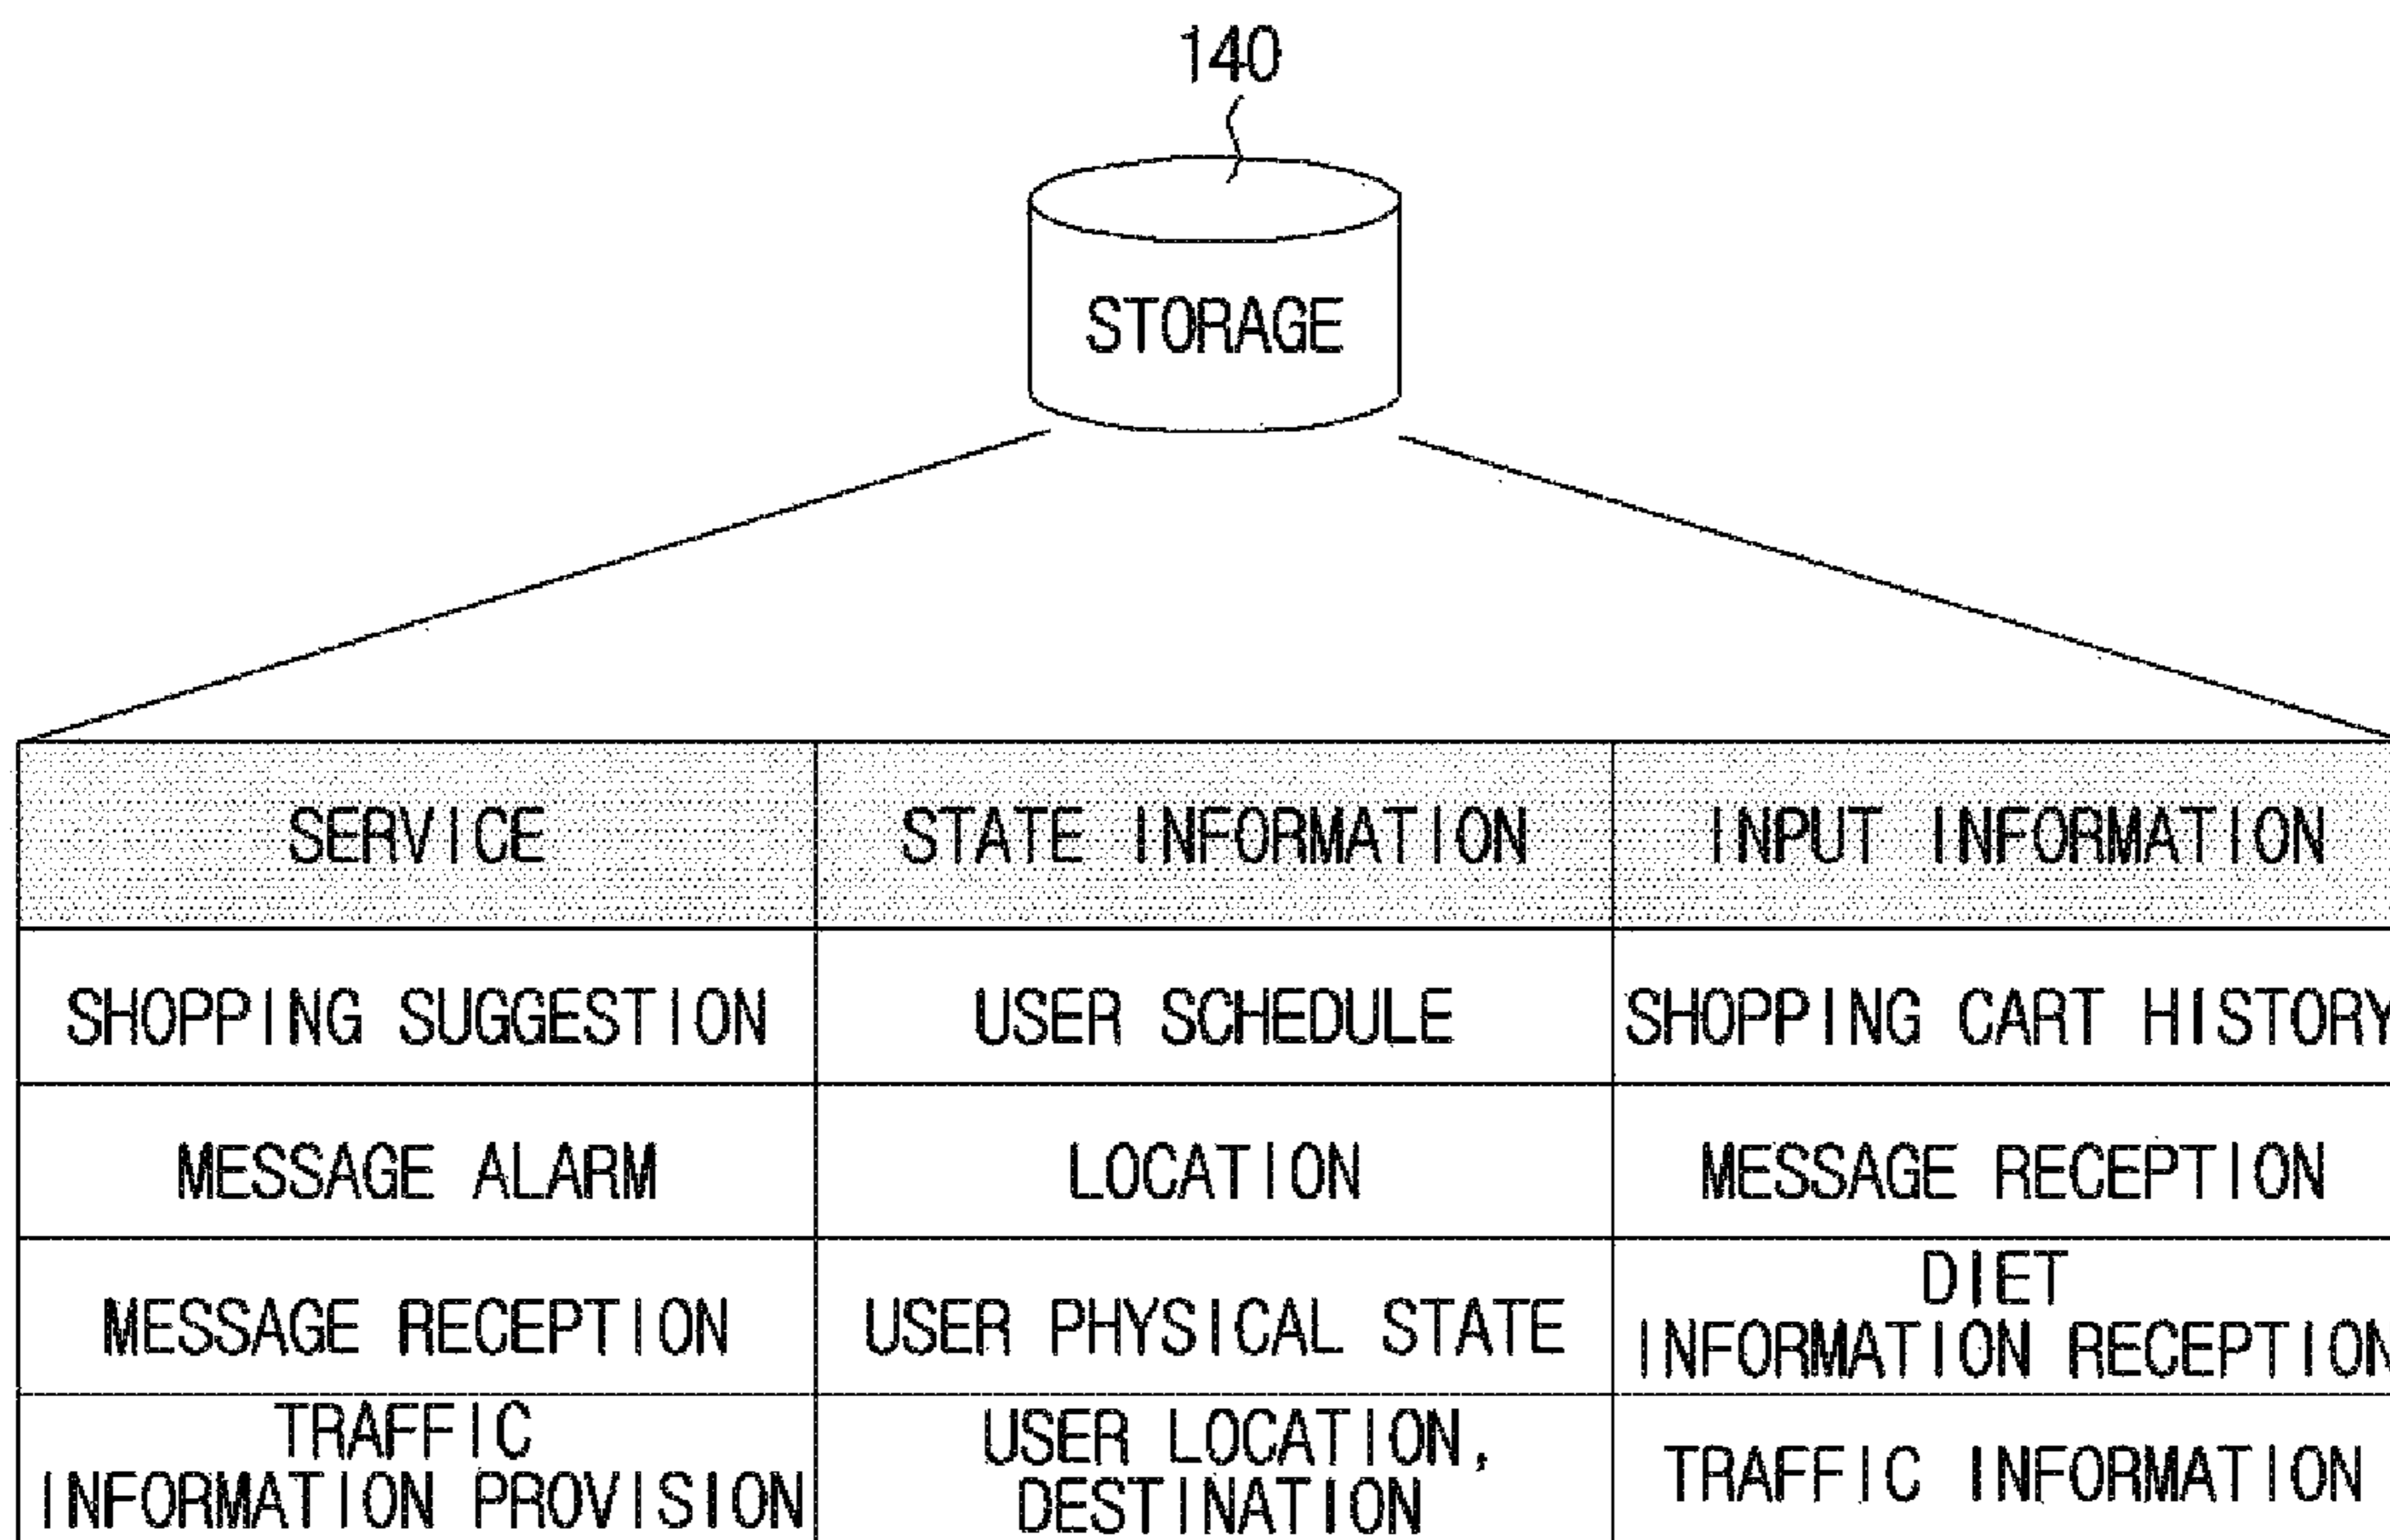 140
STORAGE
SERVICE STATE INFORMATION INPUT INFORMATION
SHOPPING SUGGESTION USER SCHEDULE SHOPPING CART HISTORY
MESSAGE ALARM LOCATION MESSAGE RECEPTION
MESSAGE RECEPTION USER PHYSICAL STATE DIET
INFORMATION RECEPTION
TRAFFIC
INFORMATION PROVISION USER LOCATION,
DESTINATION TRAFFIC INFORMATION